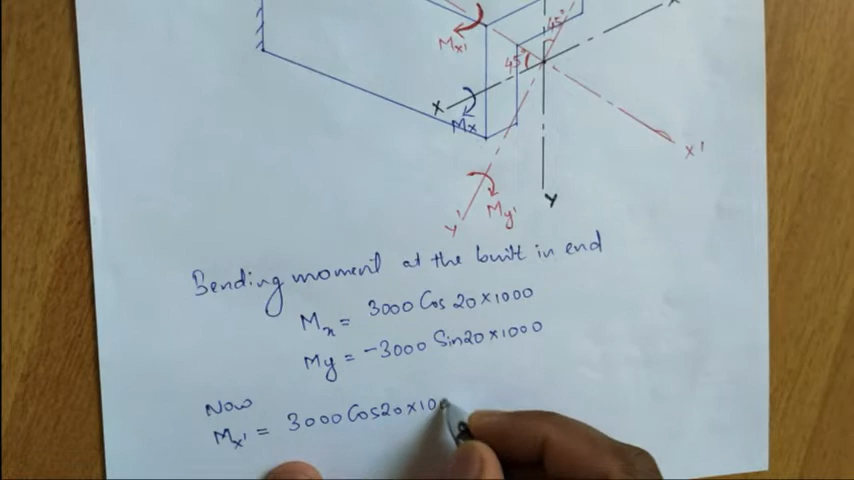 Mx'
45°
45°
X
Mx
X'
My'
Y'
Y
Bending moment at the built in end
Mx = 3000 Cos 20 × 1000
My = -3000 Sin20 × 1000
Now
Mx' = 3000 Cos20 × 10